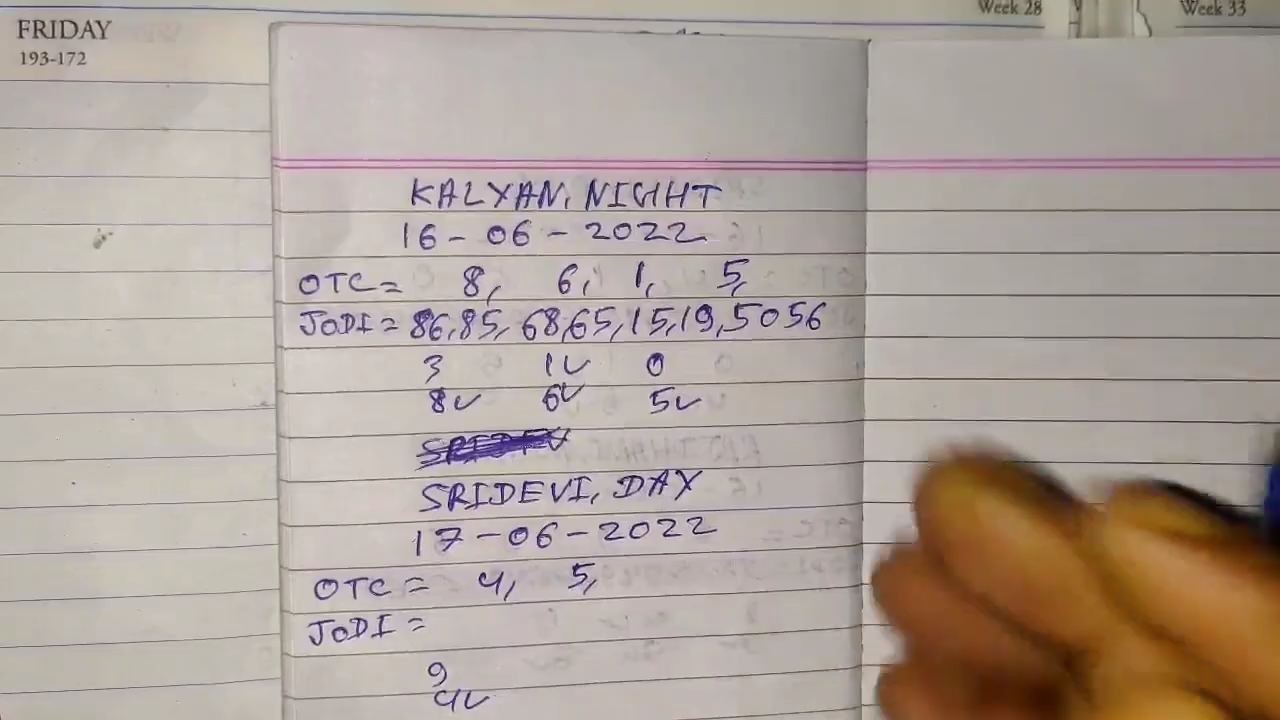 FRIDAY
193-172
Week 28
Week 33
KALYAN, NIGHT
16 - 06 - 2022
OTC = 8, 6, 1, 5,
JODI = 86,85, 68,65, 15,19, 5056
3 1✓ 0
8✓ 6✓ 5✓
SRIDEVI, DAY
17-06-2022
OTC = 4, 5,
JODI =
9
4✓